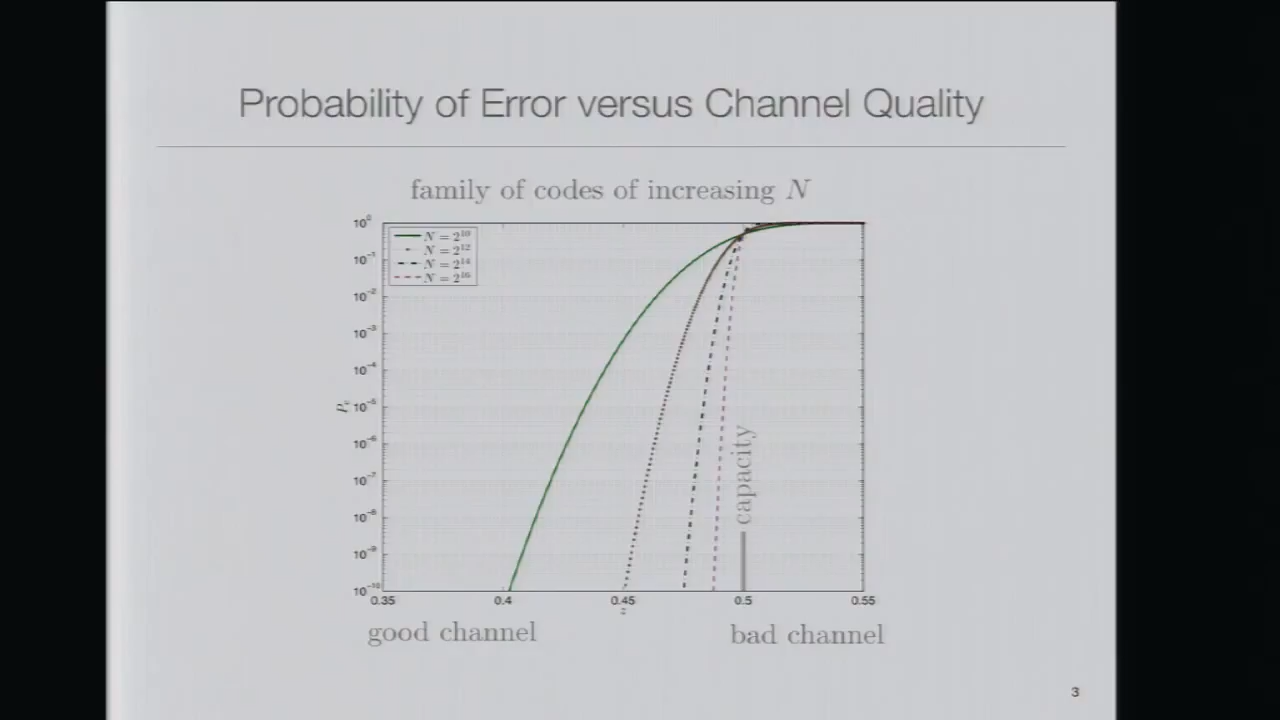 Probability of Error versus Channel Quality
family of codes of increasing N
10^0
10^-1
10^-2
10^-3
10^-4
10^-5
10^-6
10^-7
10^-8
10^-9
10^-10
N = 2^10
N = 2^12
N = 2^14
N = 2^16
capacity
0.35 0.4 0.45 0.5 0.55
good channel bad channel
3